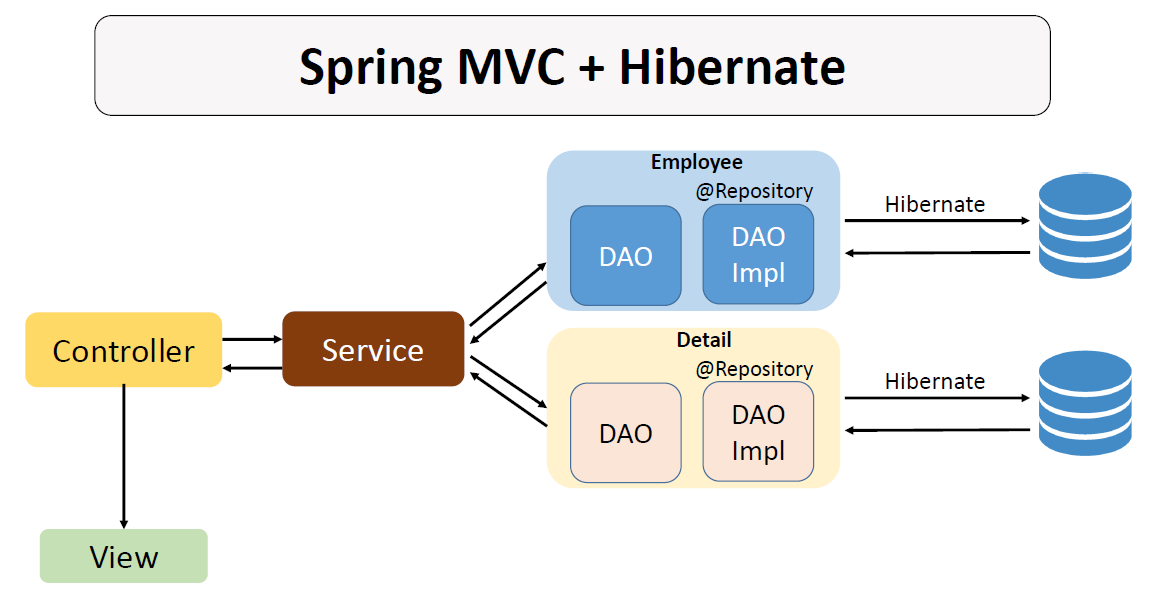 Spring MVC + Hibernate
Employee
@Repository
DAO
DAO
Impl
Hibernate
Controller
Service
Detail
@Repository
DAO
DAO
Impl
Hibernate
View